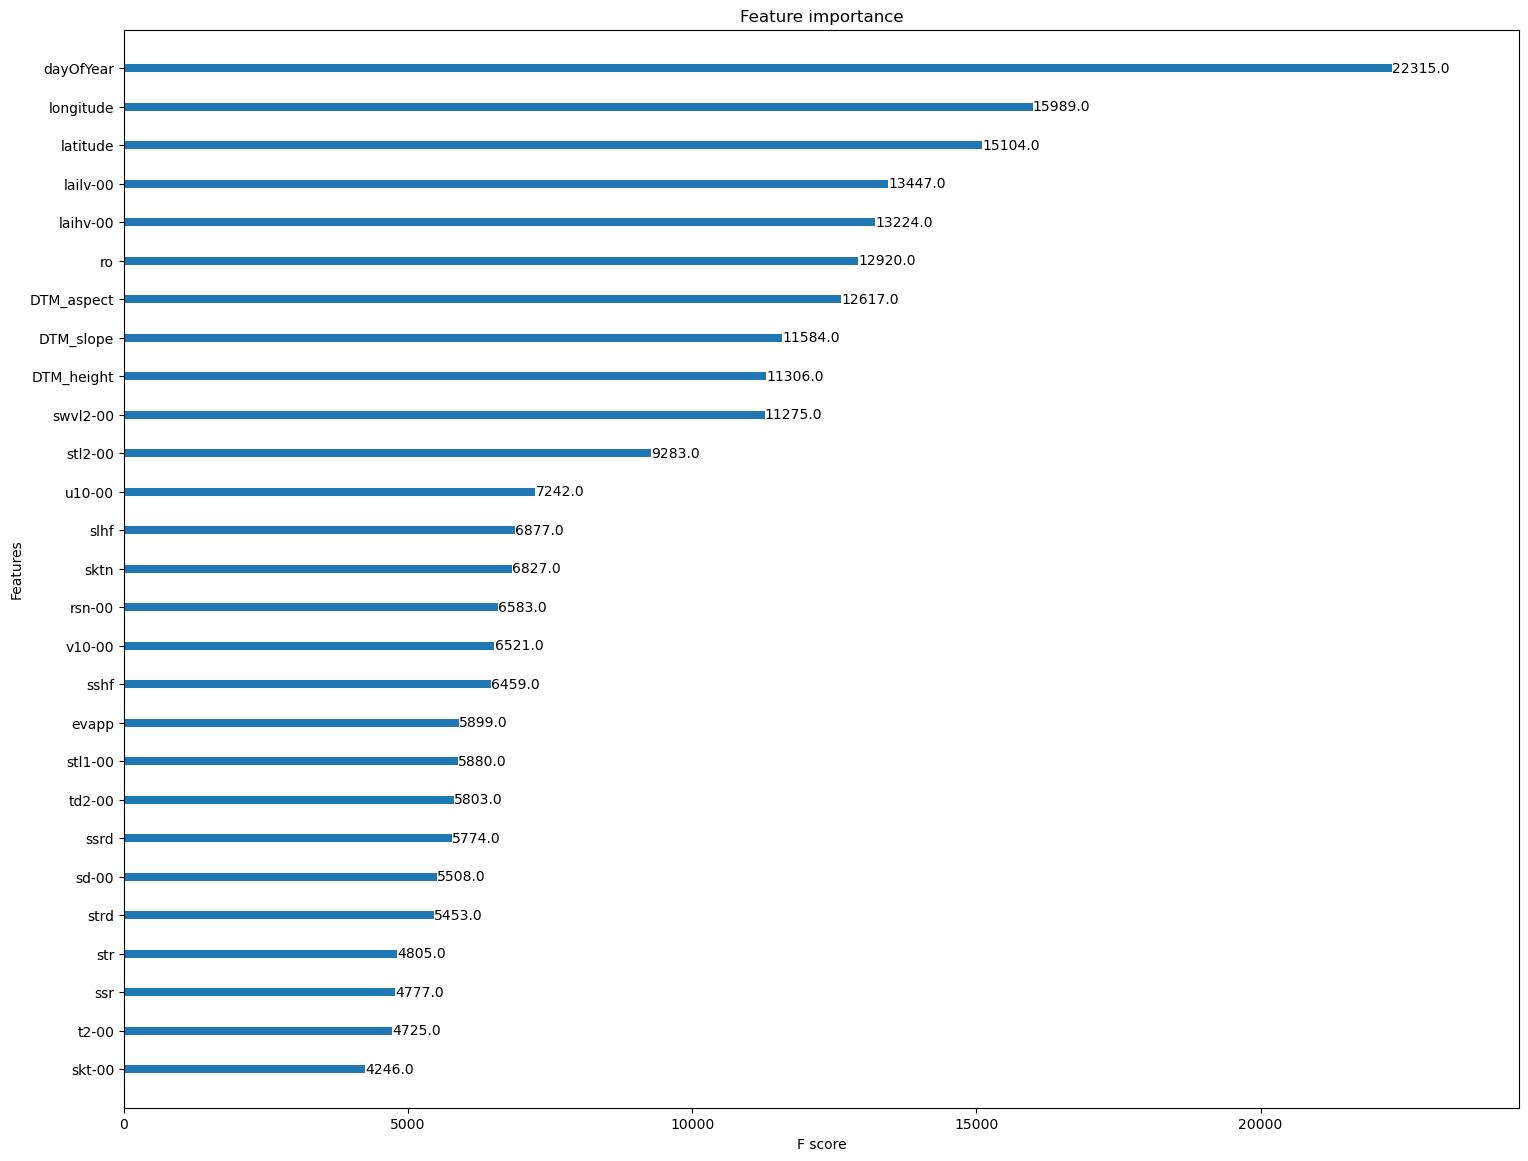 Feature importance
dayOfYear 22315.0
longitude 15989.0
latitude 15104.0
lailv-00 13447.0
laihv-00 13224.0
ro 12920.0
DTM_aspect 12617.0
DTM_slope 11584.0
DTM_height 11306.0
swvl2-00 11275.0
stl2-00 9283.0
u10-00 7242.0
slhf 6877.0
sktn 6827.0
rsn-00 6583.0
v10-00 6521.0
sshf 6459.0
evapp 5899.0
stl1-00 5880.0
td2-00 5803.0
ssrd 5774.0
sd-00 5508.0
strd 5453.0
str 4805.0
ssr 4777.0
t2-00 4725.0
skt-00 4246.0
Features
0 5000 10000 15000 20000
F score